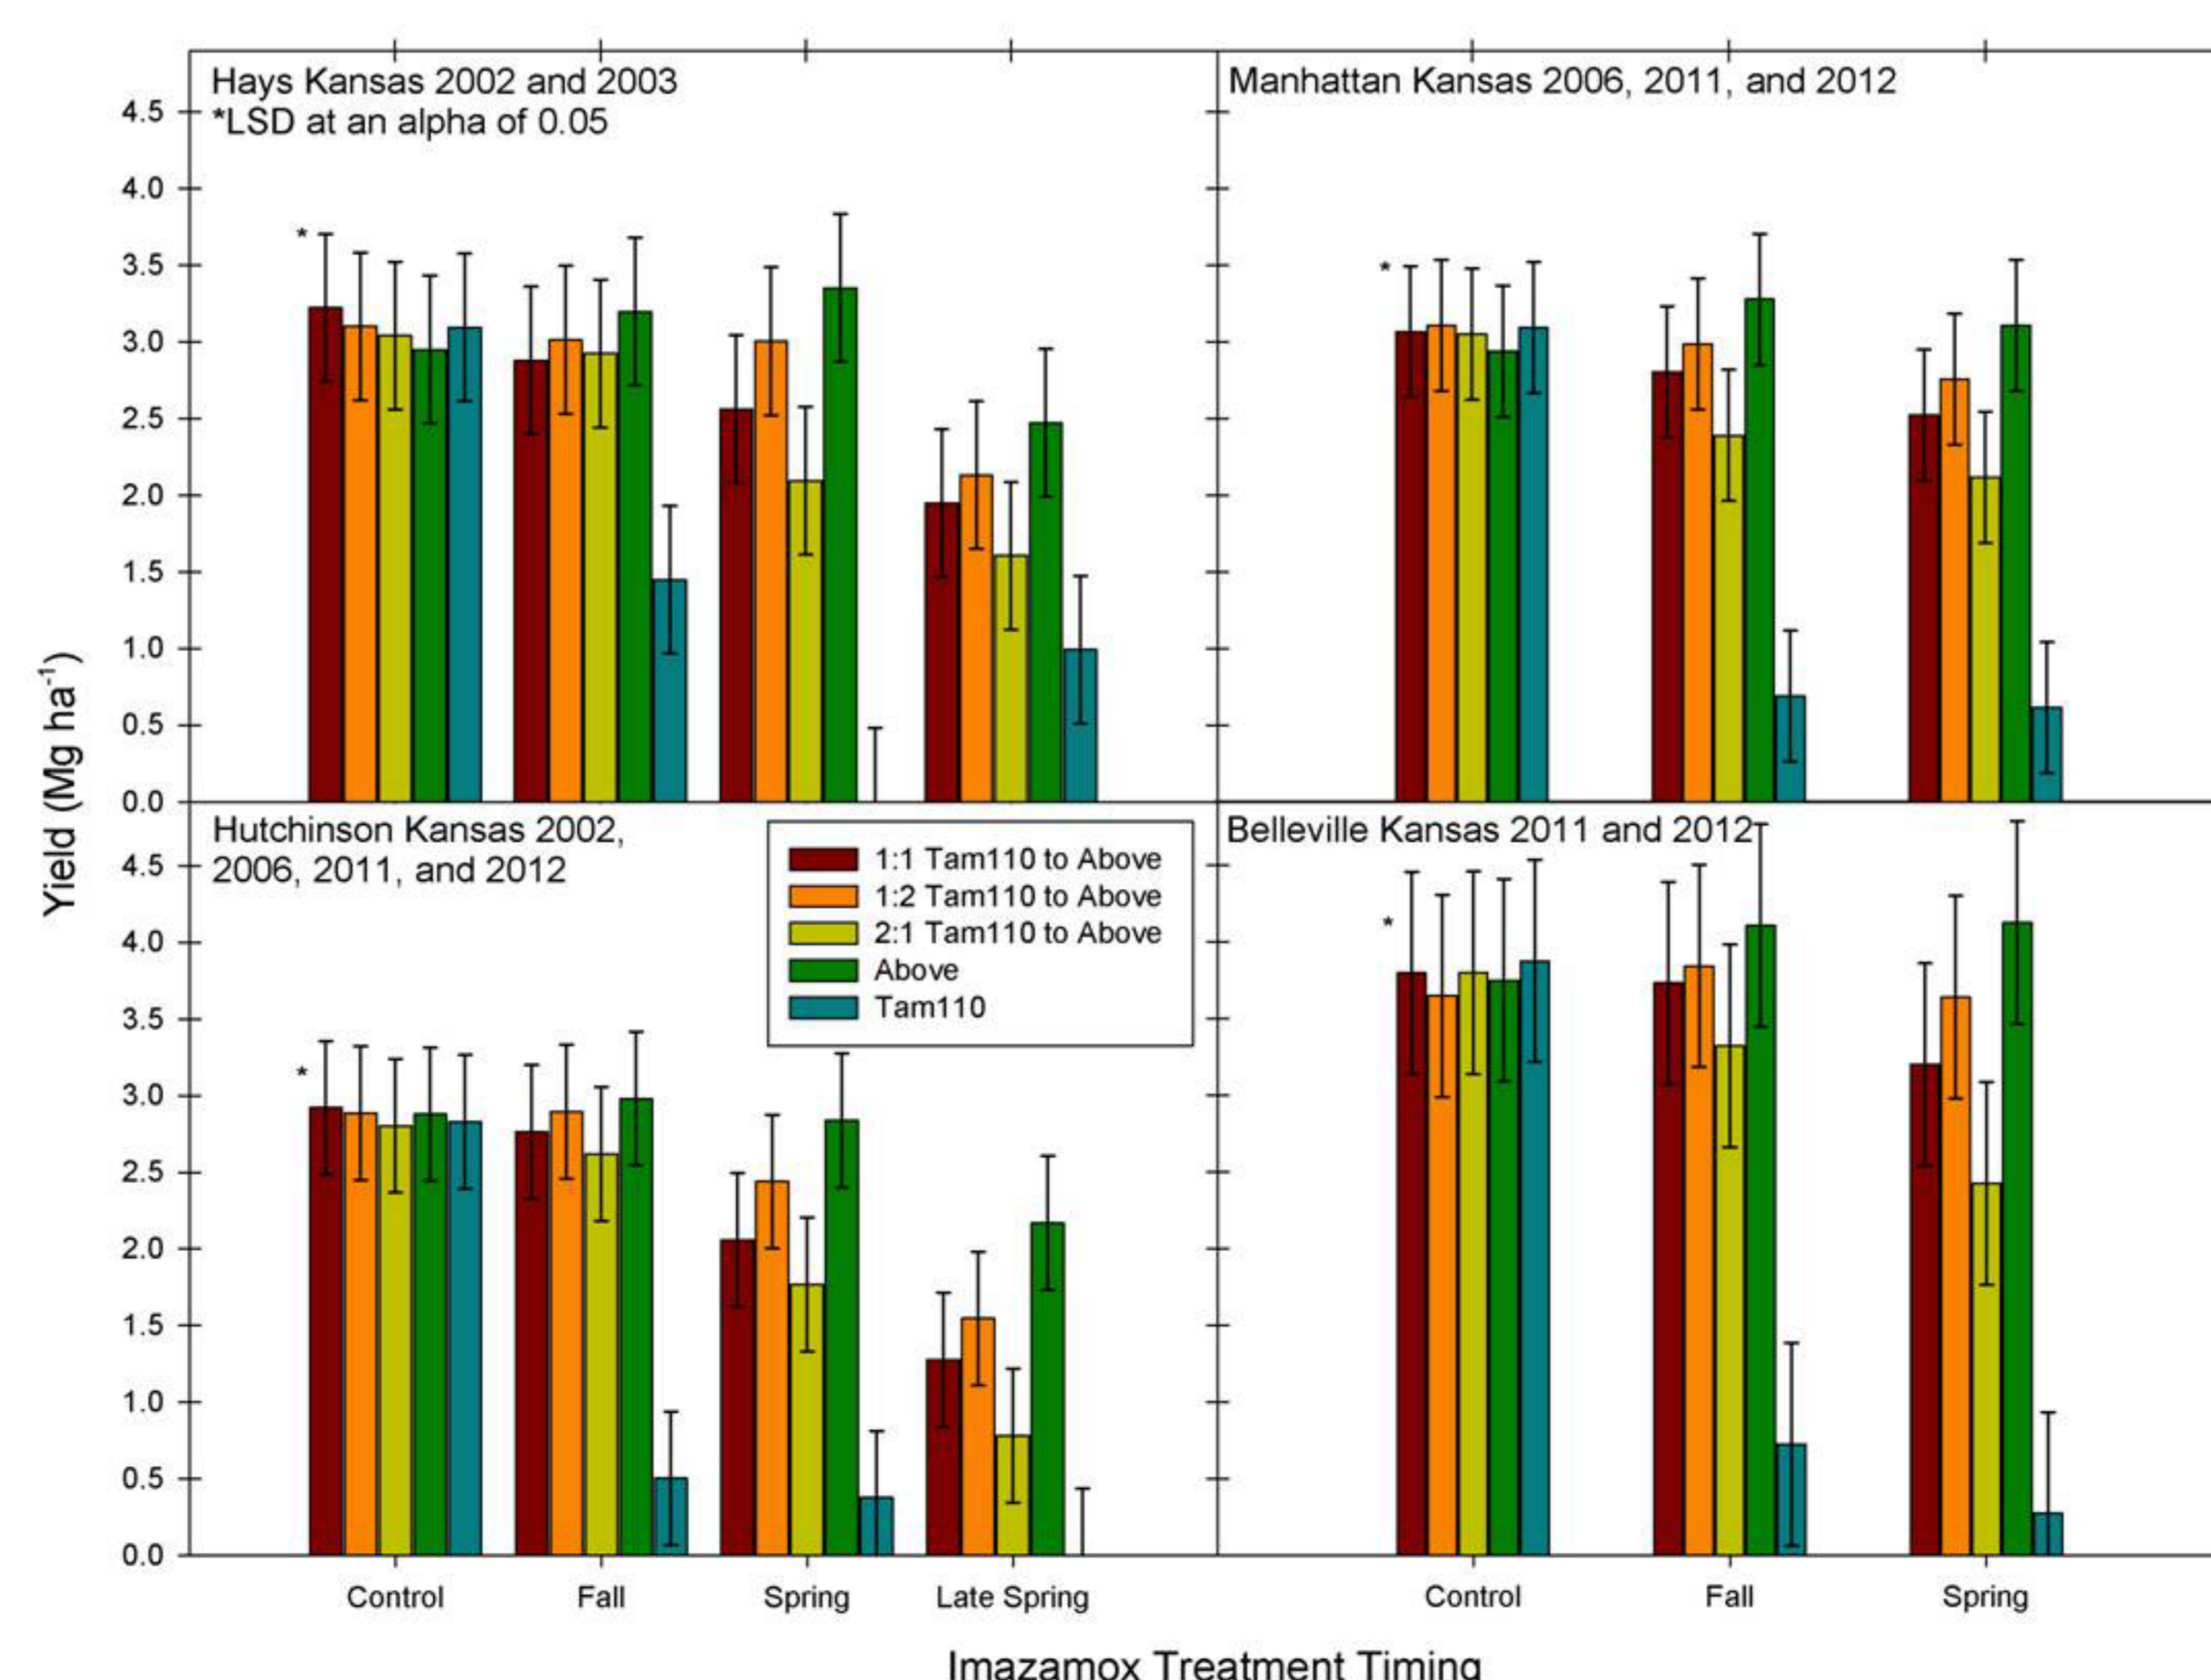 Hays Kansas 2002 and 2003
*LSD at an alpha of 0.05
Manhattan Kansas 2006, 2011, and 2012
4.5
4.0
3.5
3.0
2.5
2.0
1.5
1.0
0.5
0.0
*
*
Yield (Mg ha⁻¹)
Hutchinson Kansas 2002,
2006, 2011, and 2012
1:1 Tam110 to Above
1:2 Tam110 to Above
2:1 Tam110 to Above
Above
Tam110
Belleville Kansas 2011 and 2012
4.5
4.0
3.5
3.0
2.5
2.0
1.5
1.0
0.5
0.0
*
*
Control Fall Spring Late Spring Control Fall Spring
Imazamox Treatment Timing